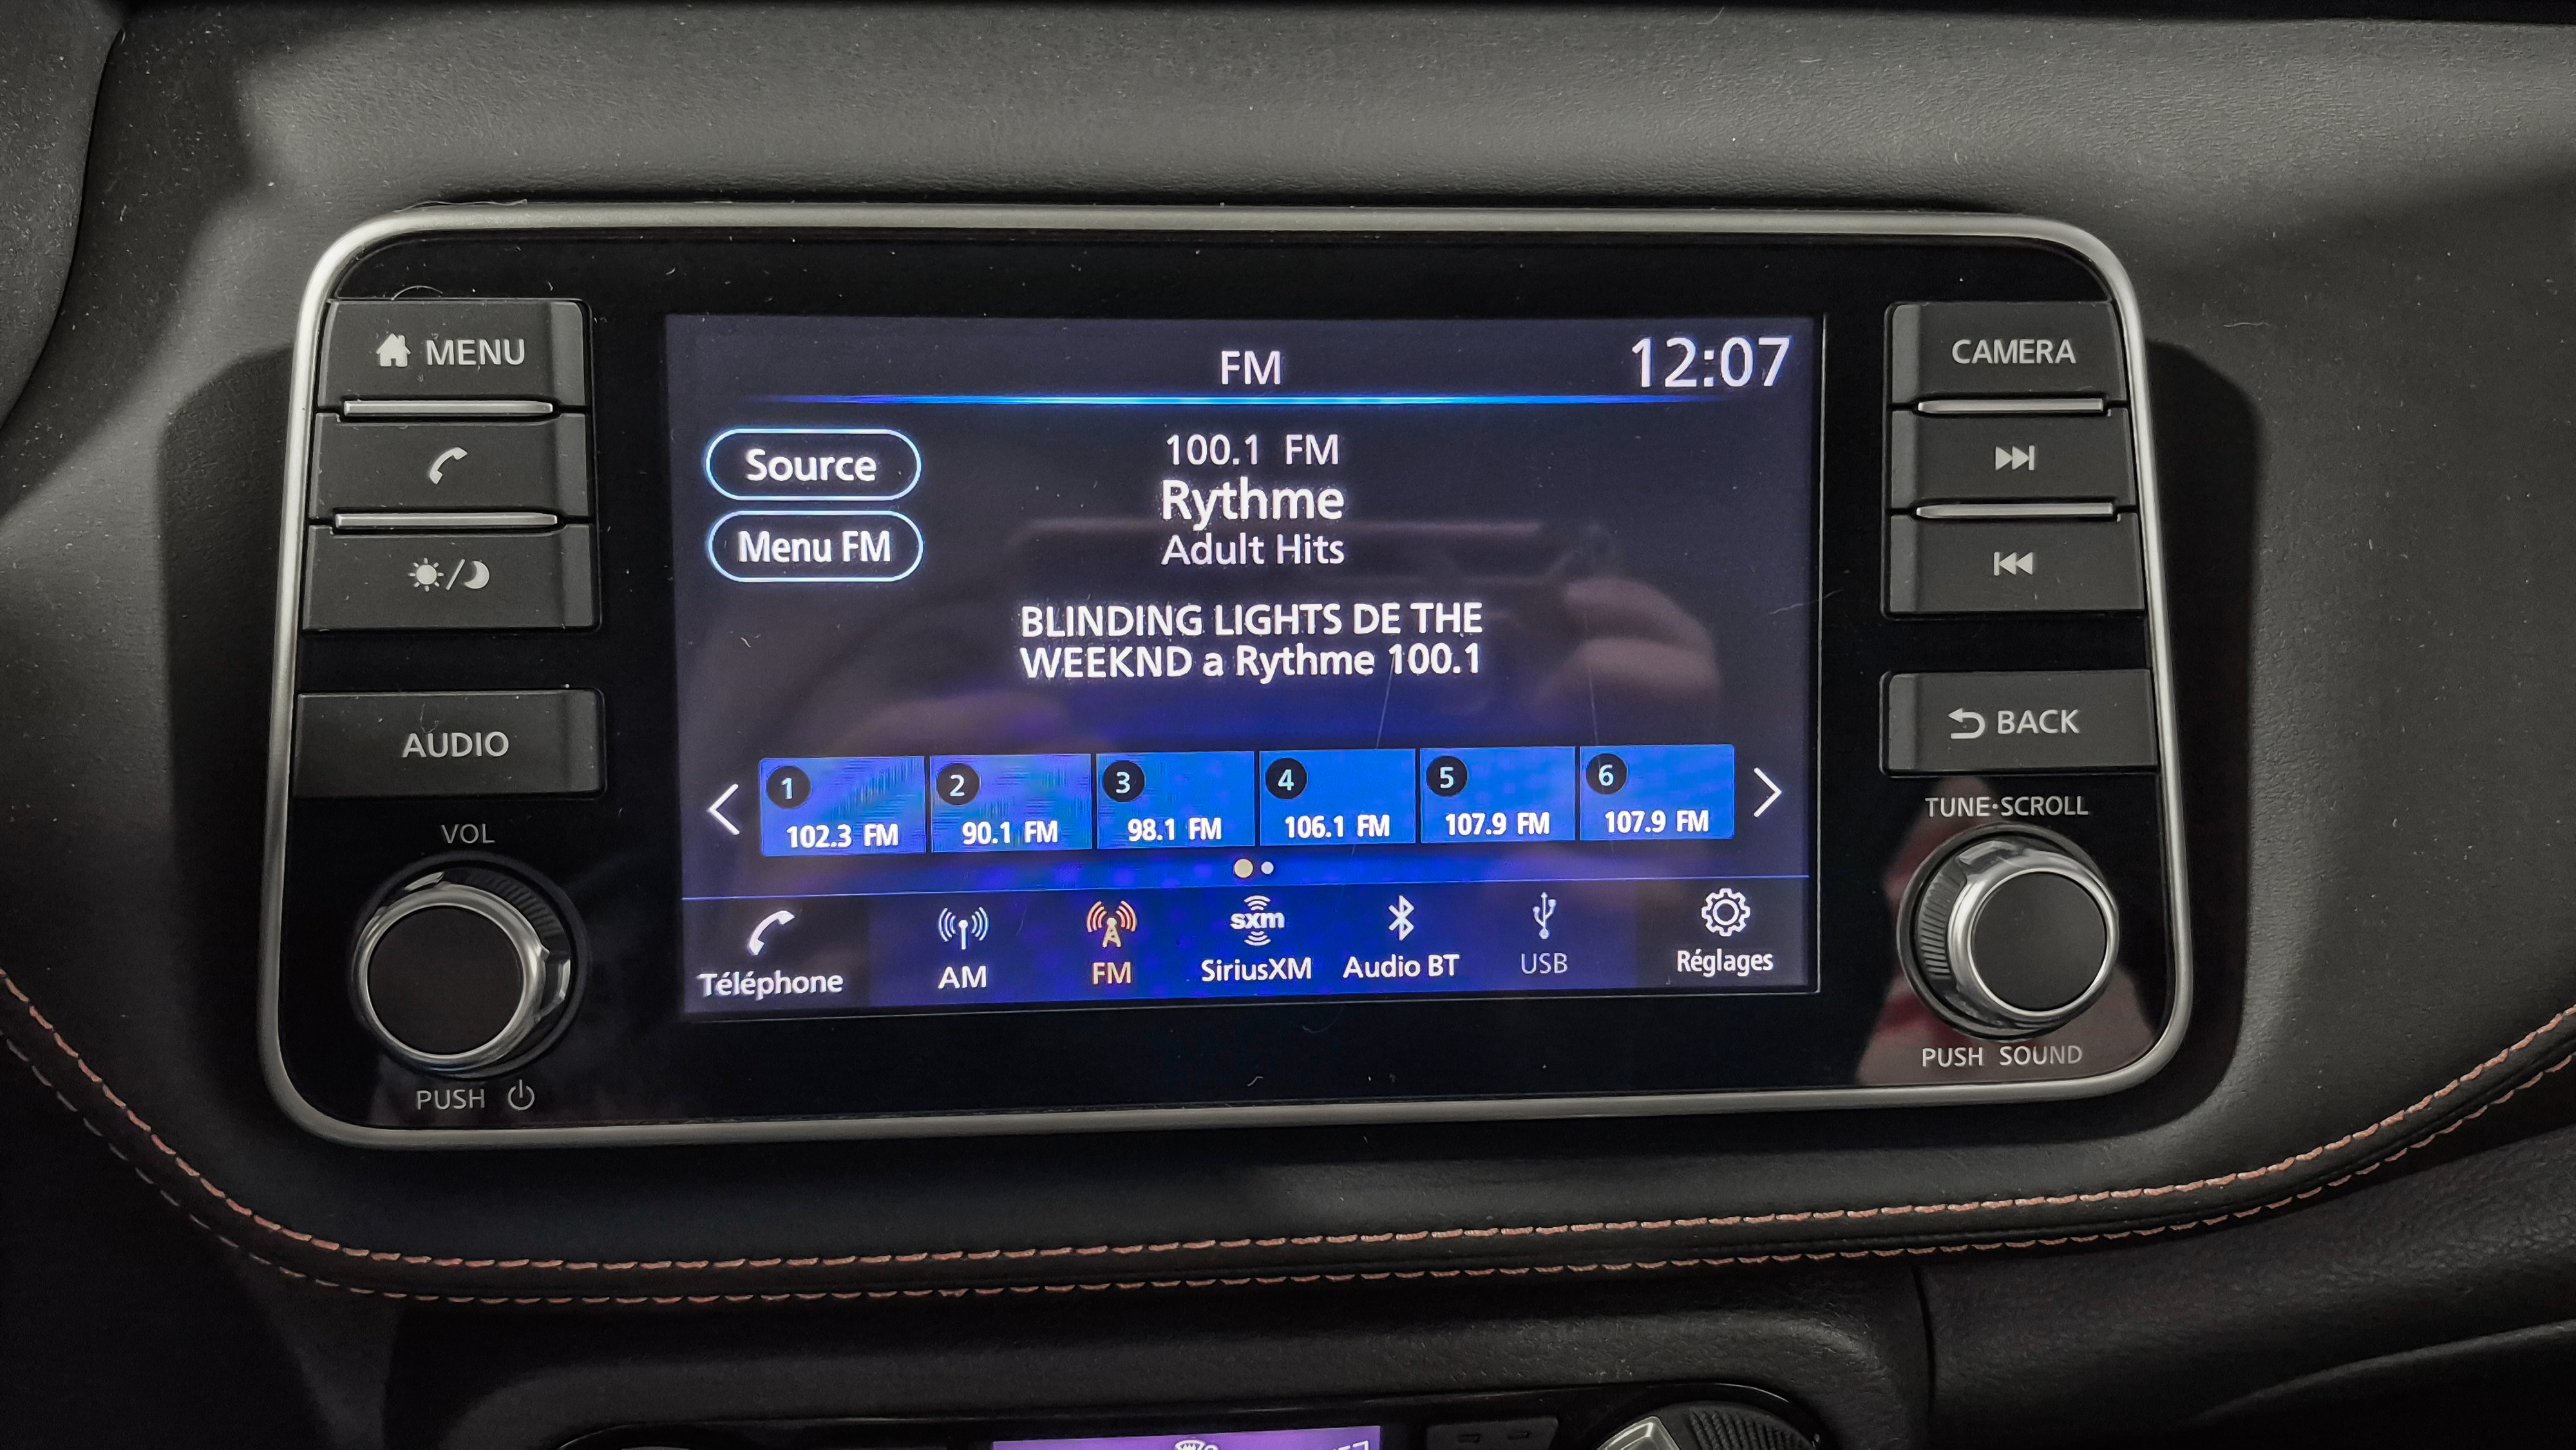 MENU
AUDIO
VOL
PUSH
FM
12:07
Source
Menu FM
100.1 FM
Rythme
Adult Hits
BLINDING LIGHTS DE THE
WEEKND a Rythme 100.1
1 2 3 4 5 6
102.3 FM 90.1 FM 98.1 FM 106.1 FM 107.9 FM 107.9 FM
sxm
Téléphone AM FM SiriusXM Audio BT USB Réglages
CAMERA
BACK
TUNE•SCROLL
PUSH SOUND